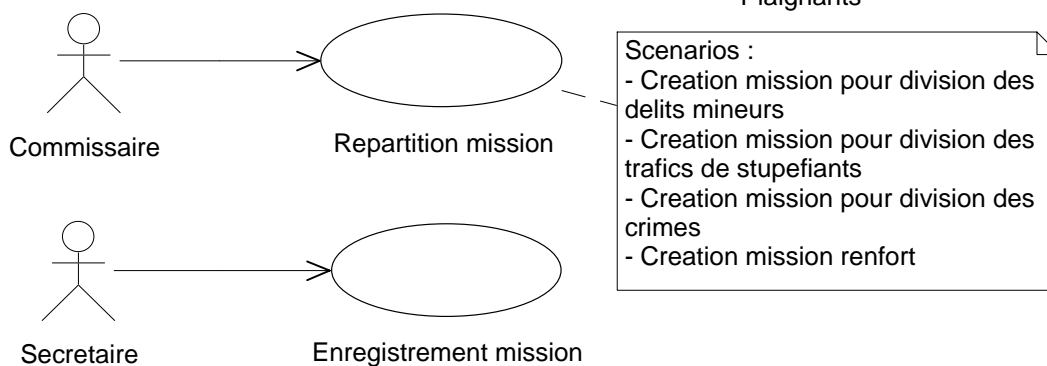 Plaignants
Scenarios :
- Creation mission pour division des
delits mineurs
- Creation mission pour division des
trafics de stupefiants
- Creation mission pour division des
crimes
- Creation mission renfort
Commissaire
Repartition mission
Secretaire
Enregistrement mission